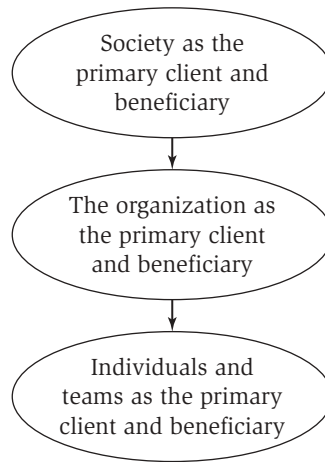 Society as the
primary client and
beneficiary
The organization as
the primary client
and beneficiary
Individuals and
teams as the primary
client and beneficiary